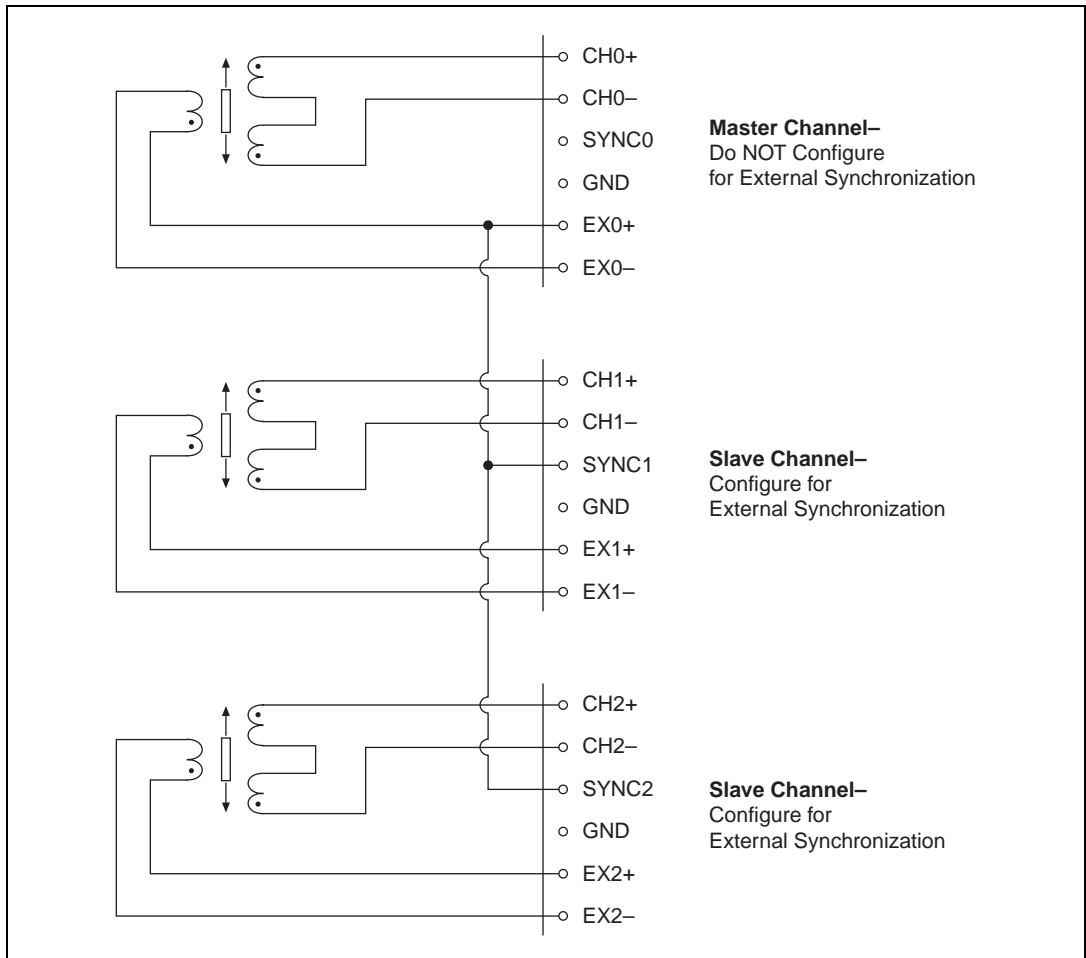 CH0+
CH0–
SYNC0
GND
EX0+
EX0–
Master Channel–
Do NOT Configure
for External Synchronization
CH1+
CH1–
SYNC1
GND
EX1+
EX1–
Slave Channel–
Configure for
External Synchronization
CH2+
CH2–
SYNC2
GND
EX2+
EX2–
Slave Channel–
Configure for
External Synchronization